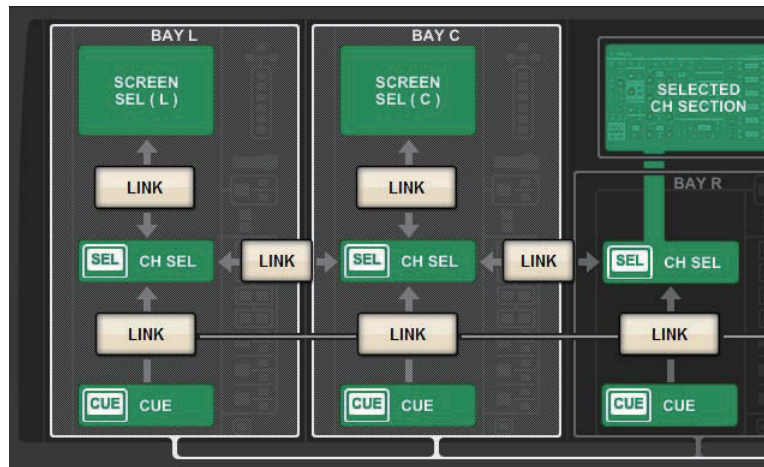 BAY L
BAY C
SCREEN
SEL ( L )
SCREEN
SEL ( C )
SELECTED
CH SECTION
LINK
LINK
BAY R
SEL CH SEL
LINK
SEL CH SEL
LINK
SEL CH SEL
LINK
LINK
LINK
CUE CUE
CUE CUE
CUE CUE